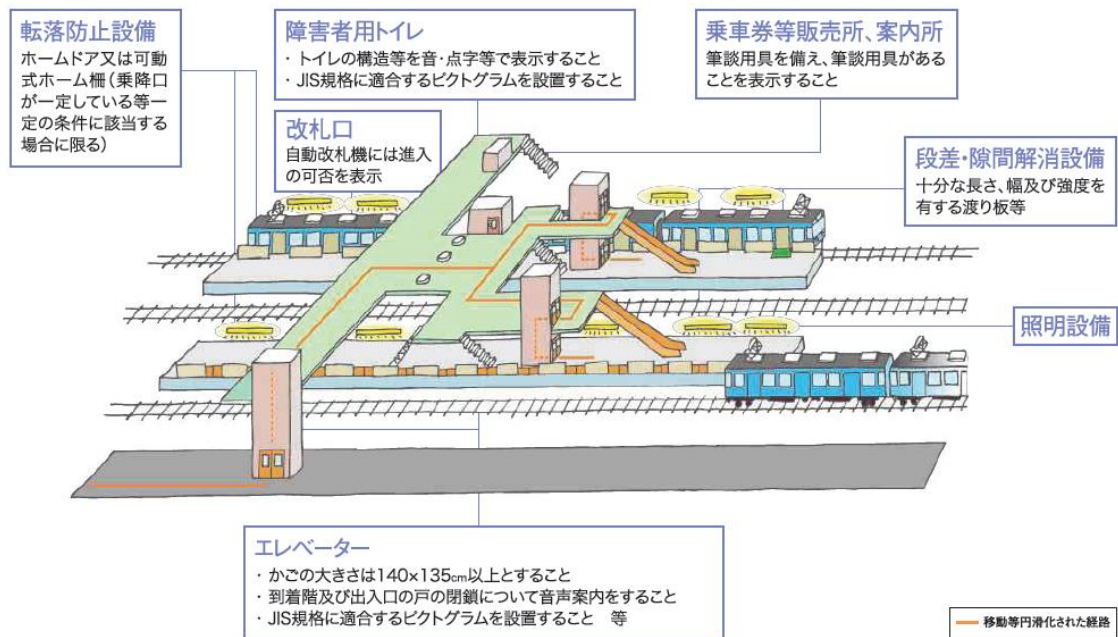 転落防止設備
ホームドア又は可動
式ホーム柵(乗降口
が一定している等一
定の条件に該当する
場合に限る)
障害者用トイレ
・トイレの構造等を音・点字等で表示すること
・JIS規格に適合するピクトグラムを設置すること
乗車券等販売所、案内所
筆談用具を備え、筆談用具がある
ことを表示すること
改札口
自動改札機には進入
の可否を表示
段差・隙間解消設備
十分な長さ、幅及び強度を
有する渡り板等
照明設備
エレベーター
・かごの大きさは140×135cm以上とすること
・到着階及び出入口の戸の閉鎖について音声案内をすること
・JIS規格に適合するピクトグラムを設置すること 等
移動等円滑化された経路